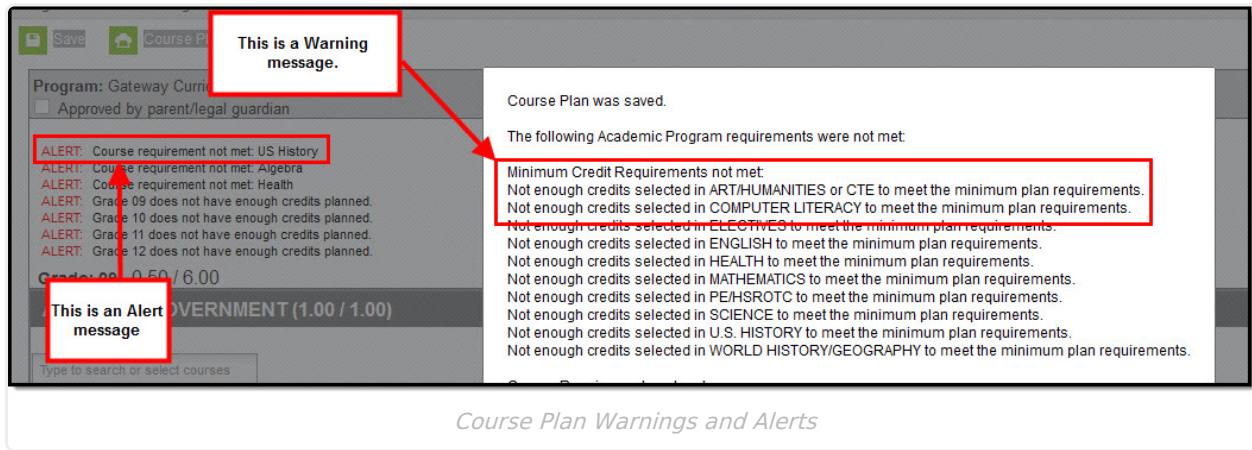 Save
Course Pl
This is a Warning
message.
Program: Gateway Curri
Approved by parent/legal guardian
ALERT: Course requirement not met: US History
ALERT: Course requirement not met: Algebra
ALERT: Course requirement not met: Health
ALERT: Grade 09 does not have enough credits planned.
ALERT: Grade 10 does not have enough credits planned.
ALERT: Grade 11 does not have enough credits planned.
ALERT: Grade 12 does not have enough credits planned.
Grade: 09 0.50 / 6.00
VERNMENT (1.00 / 1.00)
This is an Alert
message
Type to search or select courses
Course Plan was saved.
The following Academic Program requirements were not met:
Minimum Credit Requirements not met:
Not enough credits selected in ART/HUMANITIES or CTE to meet the minimum plan requirements.
Not enough credits selected in COMPUTER LITERACY to meet the minimum plan requirements.
Not enough credits selected in ELECTIVES to meet the minimum plan requirements.
Not enough credits selected in ENGLISH to meet the minimum plan requirements.
Not enough credits selected in HEALTH to meet the minimum plan requirements.
Not enough credits selected in MATHEMATICS to meet the minimum plan requirements.
Not enough credits selected in PE/HSROTC to meet the minimum plan requirements.
Not enough credits selected in SCIENCE to meet the minimum plan requirements.
Not enough credits selected in U.S. HISTORY to meet the minimum plan requirements.
Not enough credits selected in WORLD HISTORY/GEOGRAPHY to meet the minimum plan requirements.
Course Plan Warnings and Alerts